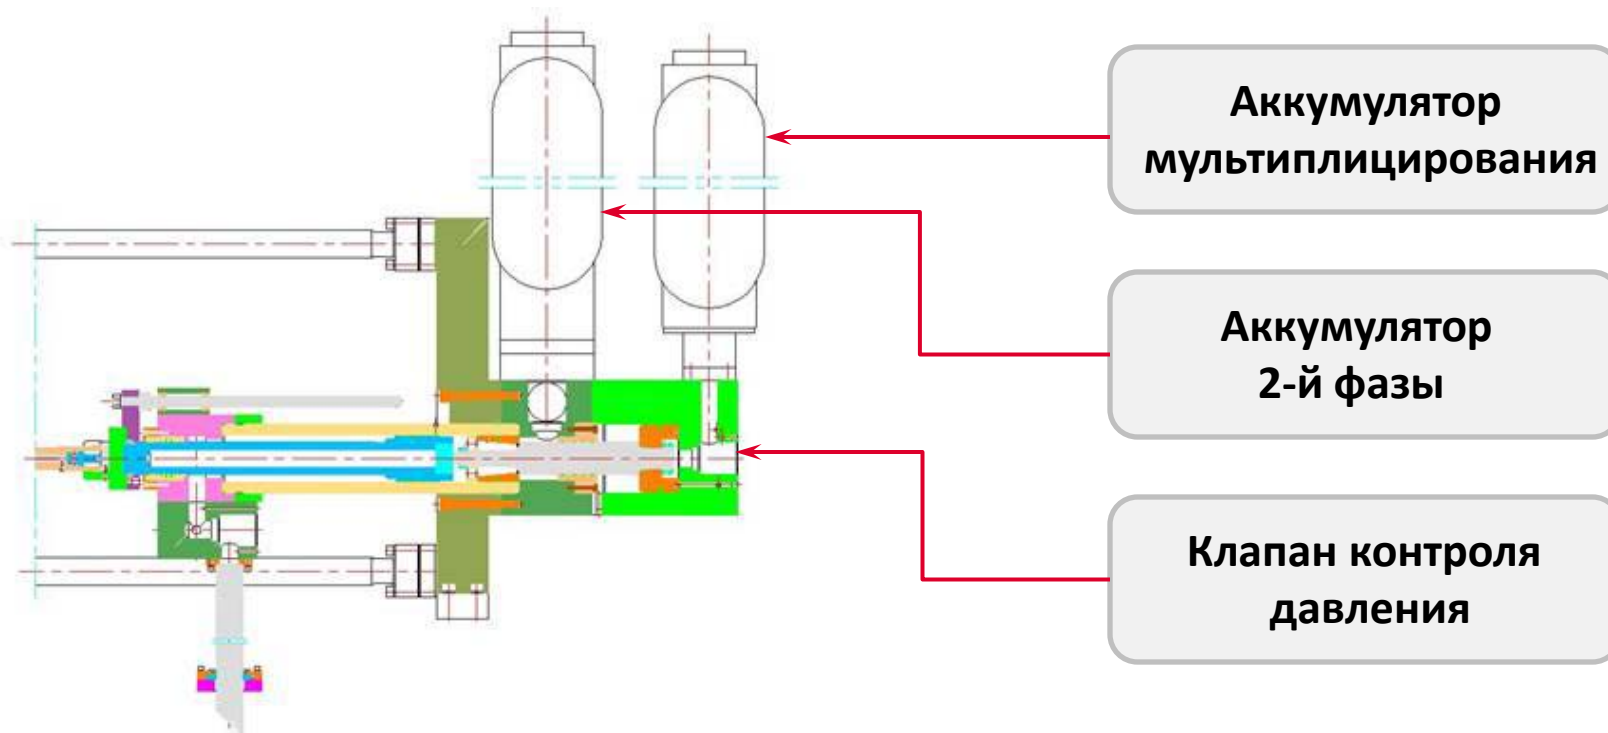 Аккумулятор
мультиплицирования
Аккумулятор
2-й фазы
Клапан контроля
давления